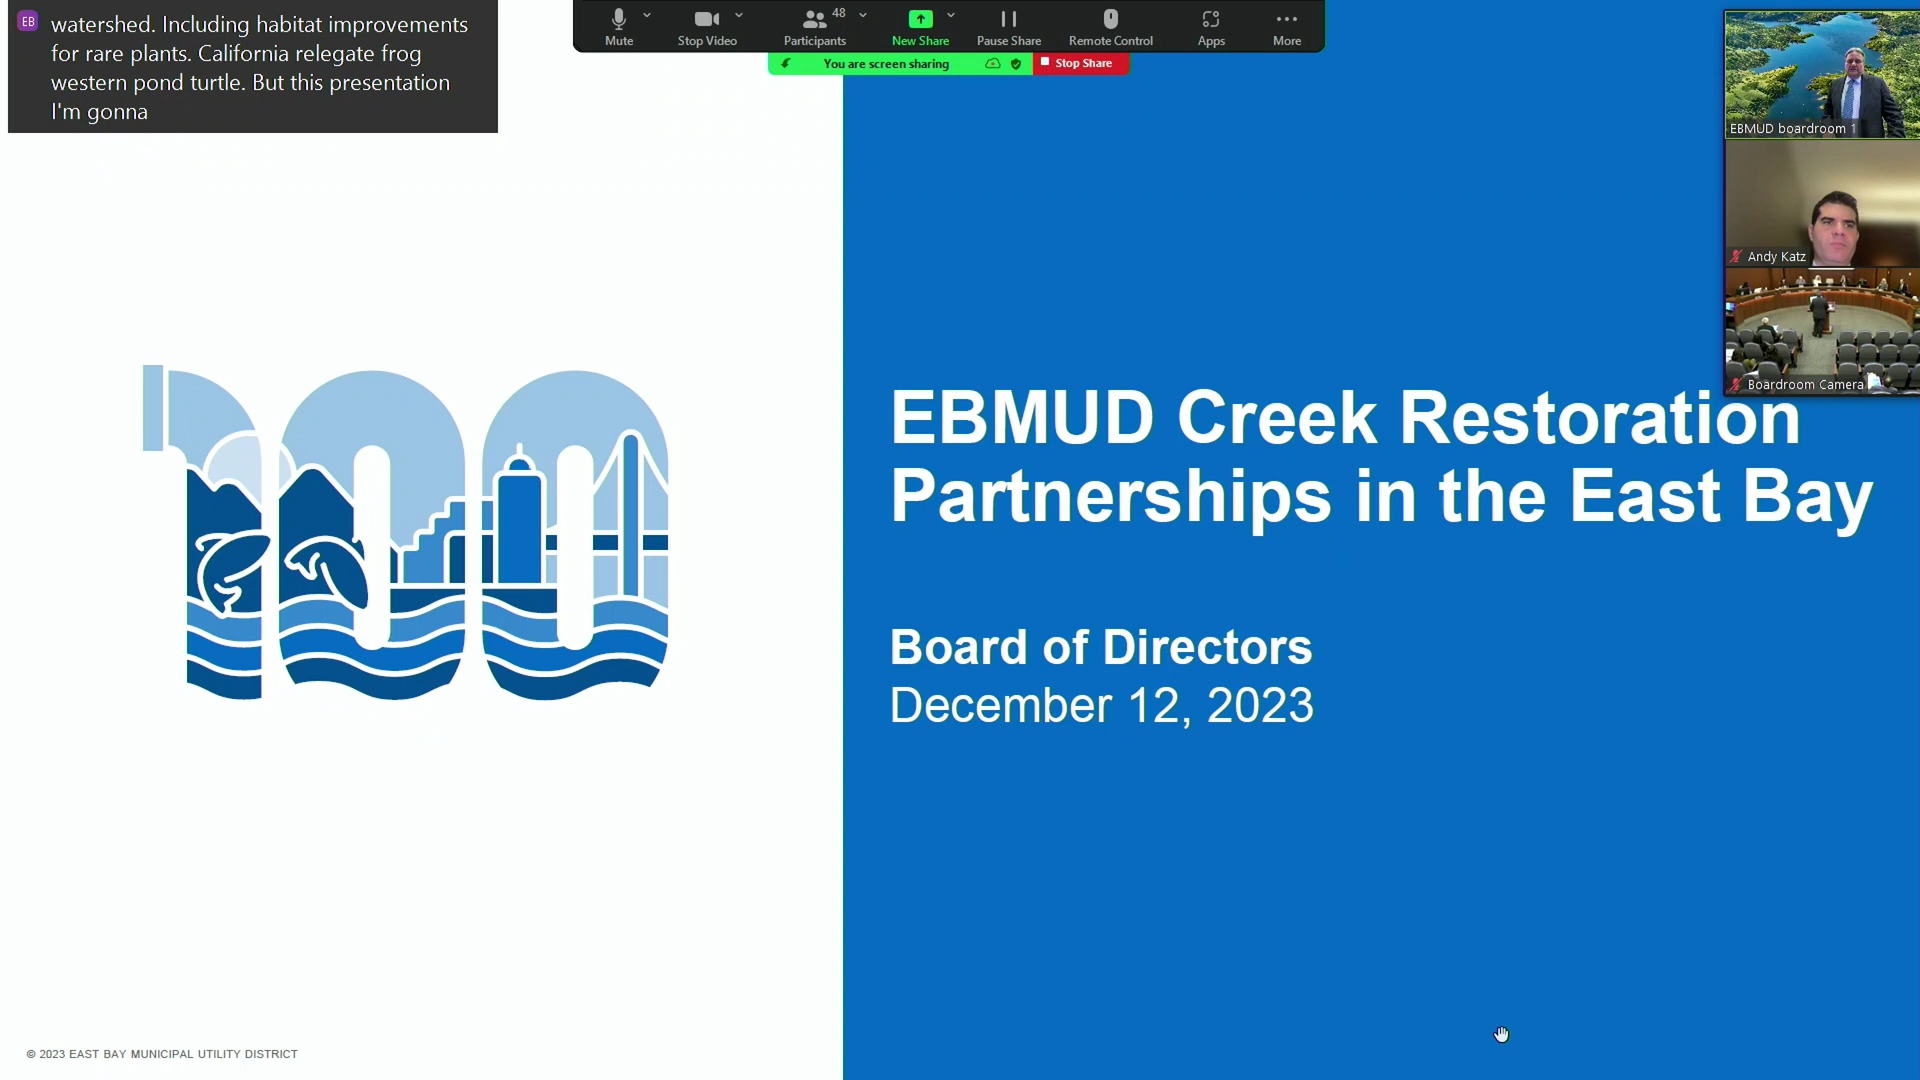 EB
watershed. Including habitat improvements
for rare plants. California relegate frog
western pond turtle. But this presentation
I'm gonna
Mute
Stop Video
48
Participants
New Share
Pause Share
Remote Control
Apps
More
You are screen sharing
Stop Share
EBMUD boardroom 1
Andy Katz
Boardroom Camera
100
EBMUD Creek Restoration
Partnerships in the East Bay
Board of Directors
December 12, 2023
© 2023 EAST BAY MUNICIPAL UTILITY DISTRICT